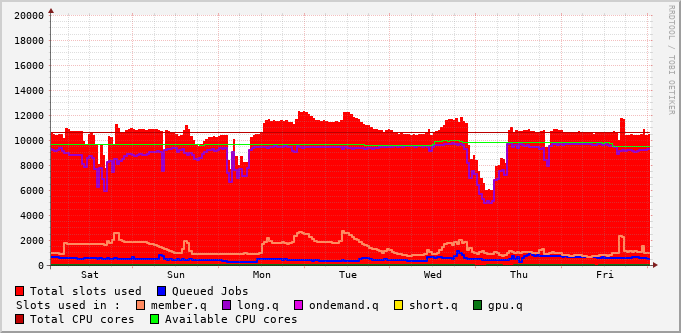 RRDTOOL / TOBI OETIKER
20000
18000
16000
14000
12000
10000
8000
6000
4000
2000
0
Sat Sun Mon Tue Wed Thu Fri
Total slots used Queued Jobs
Slots used in : member.q long.q ondemand.q short.q gpu.q
Total CPU cores Available CPU cores